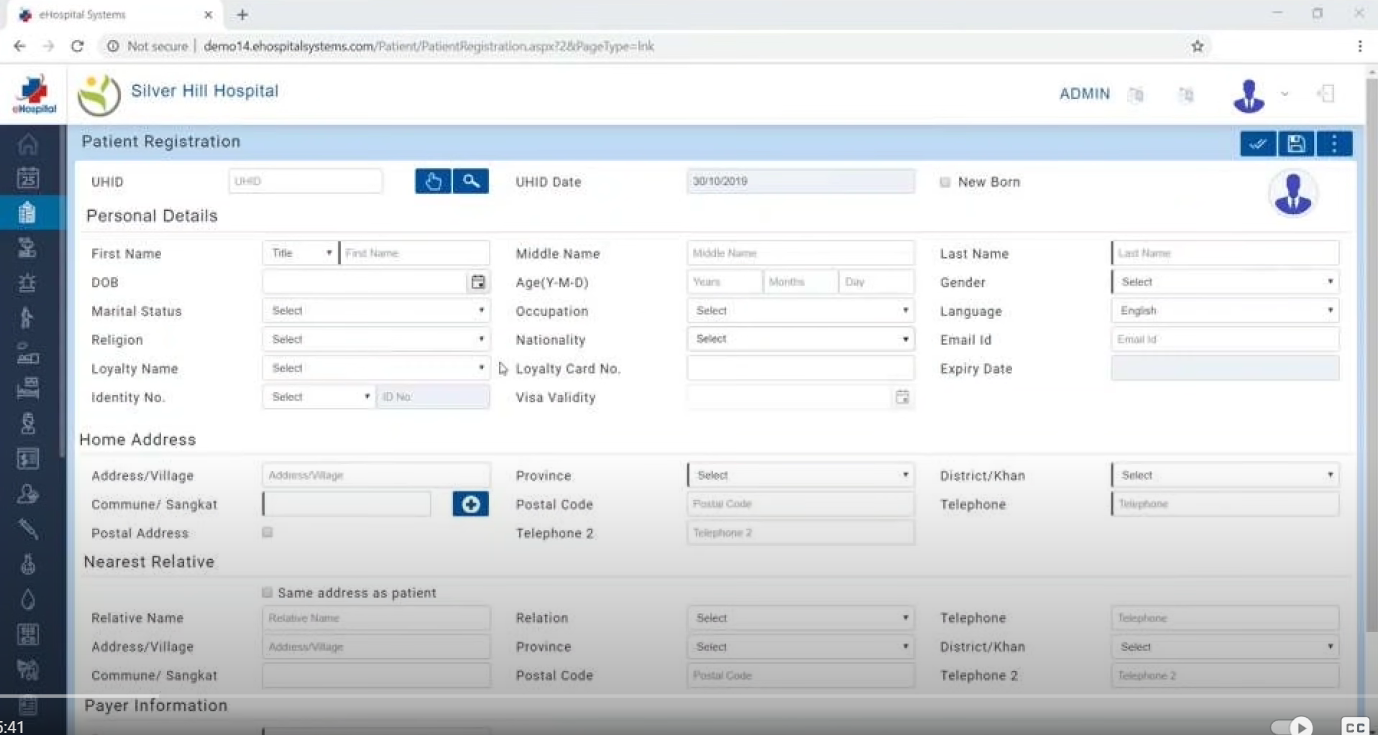 eHospital Systems
Not secure | demo14.ehospitalsystems.com/Patient/PatientRegistration.aspx?2&PageType=lnk
eHospital
Silver Hill Hospital
ADMIN
Patient Registration
25
UHID UHID UHID Date 30/10/2019 New Born
Personal Details
First Name Title First Name Middle Name Middle Name Last Name Last Name
DOB Age(Y-M-D) Years Months Day Gender Select
Marital Status Select Occupation Select Language English
Religion Select Nationality Select Email Id Email Id
Loyalty Name Select Loyalty Card No. Expiry Date
Identity No. Select ID No Visa Validity
Home Address
Address/Village Address/Village Province Select District/Khan Select
Commune/ Sangkat Postal Code Postal Code Telephone Telephone
Postal Address Telephone 2 Telephone 2
Nearest Relative
Same address as patient
Relative Name Relative Name Relation Select Telephone Telephone
Address/Village Address/Village Province Select District/Khan Select
Commune/ Sangkat Postal Code Postal Code Telephone 2 Telephone 2
Payer Information
5:41
CC